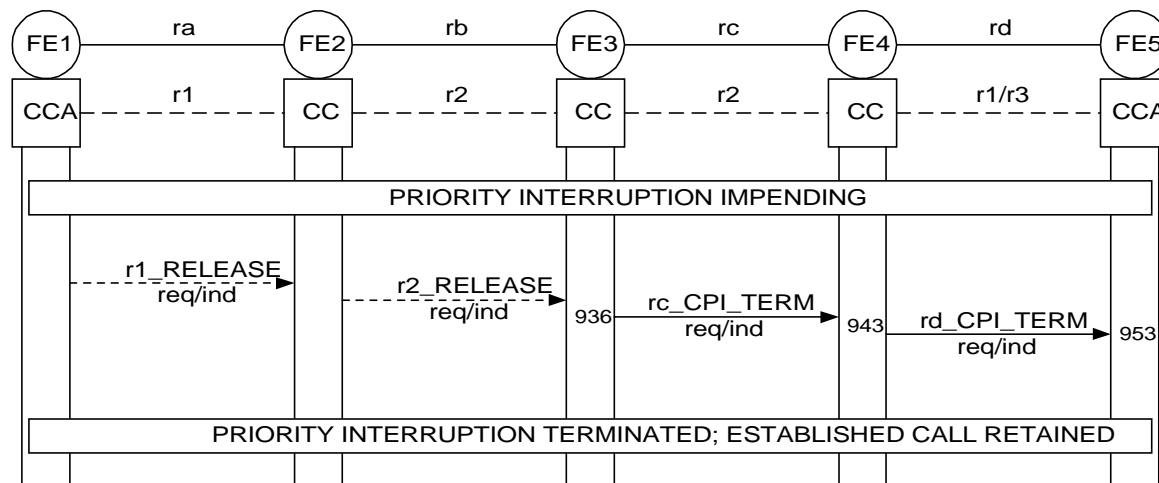 FE1 ra FE2 rb FE3 rc FE4 rd FE5
CCA r1 CC r2 CC r2 CC r1/r3 CCA
PRIORITY INTERRUPTION IMPENDING
r1_RELEASE
req/ind
r2_RELEASE
req/ind
936
rc_CPI_TERM
req/ind
943
rd_CPI_TERM
req/ind
953
PRIORITY INTERRUPTION TERMINATED; ESTABLISHED CALL RETAINED